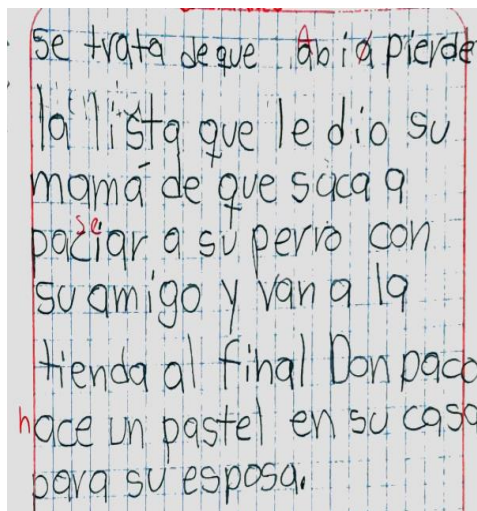 Se trata de que Abia pierde
la lista que le dio su
mamá de que saca a
se
paciar a su perro con
su amigo y van a la
tienda al final Don paco
hace un pastel en su casa
para su esposa.